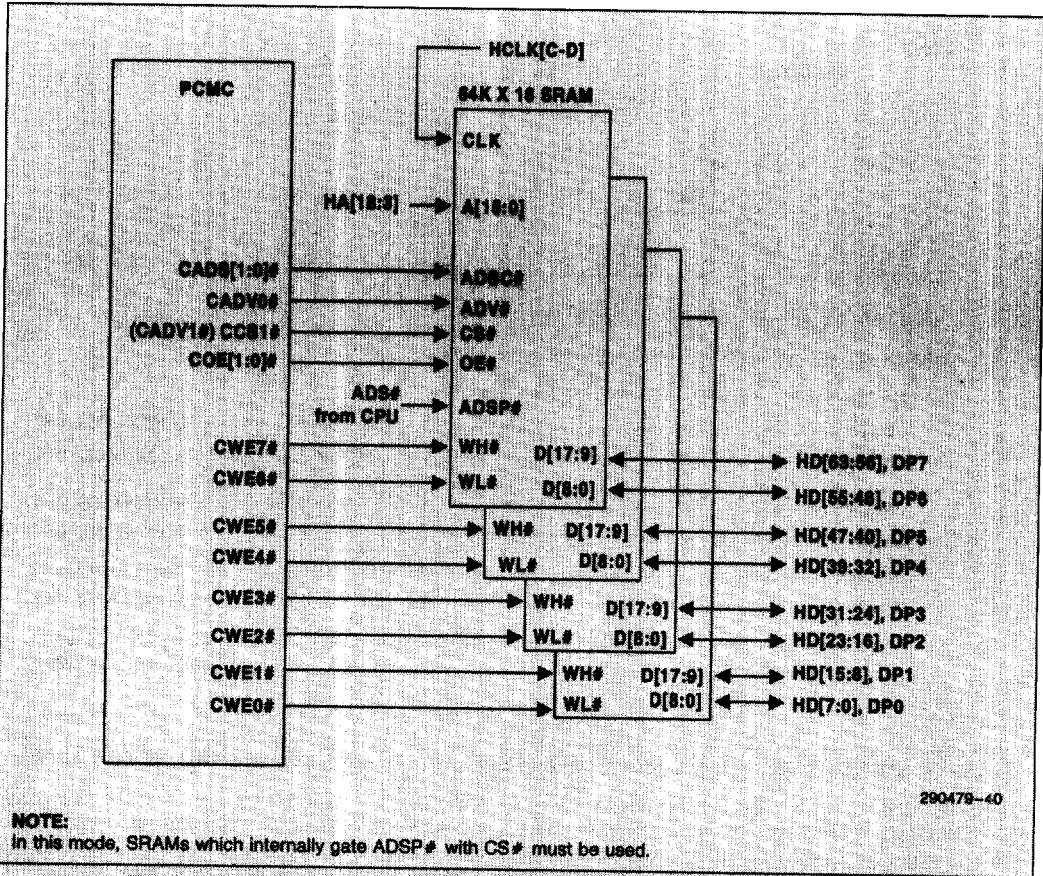 HCLK[C-D]
PCMC
64K X 18 SRAM
CLK
HA[18:3] A[15:0]
CADS[1:0]# ADSC#
CADV0# ADV#
(CADV1#) CCS1# CS#
COE[1:0]# OE#
ADS#
from CPU ADSP#
CWE7# WH# D[17:9] HD[63:56], DP7
CWE6# WL# D[8:0] HD[55:48], DP6
CWE5# WH# D[17:9] HD[47:40], DP5
CWE4# WL# D[8:0] HD[39:32], DP4
CWE3# WH# D[17:9] HD[31:24], DP3
CWE2# WL# D[8:0] HD[23:16], DP2
CWE1# WH# D[17:9] HD[15:8], DP1
CWE0# WL# D[8:0] HD[7:0], DP0
290479–40
NOTE:
In this mode, SRAMs which internally gate ADSP# with CS# must be used.